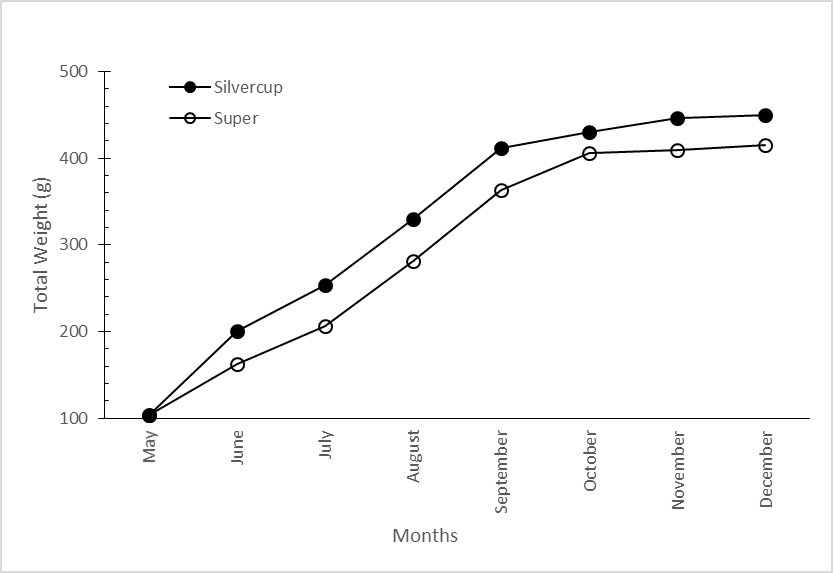 500
400
300
200
100
Total Weight (g)
Silvercup
Super
May
June
July
August
September
October
November
December
Months